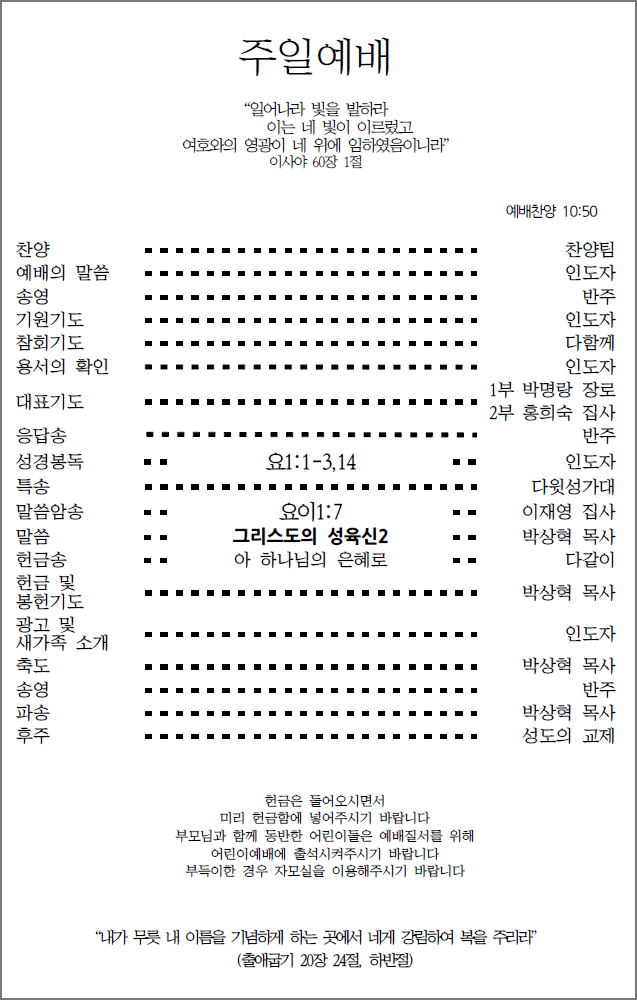 주일예배
“일어나라 빛을 발하라
이는 네 빛이 이르렀고
여호와의 영광이 네 위에 임하였음이니라”
이사야 60장 1절
예배찬양 10:50
찬양 찬양팀
예배의 말씀 인도자
송영 반주
기원기도 인도자
참회기도 다함께
용서의 확인 인도자
대표기도 1부 박명랑 장로
2부 홍희숙 집사
응답송 반주
성경봉독 요1:1-3,14 인도자
특송 다윗성가대
말씀암송 요이1:7 이재영 집사
말씀 그리스도의 성육신2 박상혁 목사
헌금송 아 하나님의 은혜로 다같이
헌금 및
봉헌기도 박상혁 목사
광고 및
새가족 소개 인도자
축도 박상혁 목사
송영 반주
파송 박상혁 목사
후주 성도의 교제
헌금은 들어오시면서
미리 헌금함에 넣어주시기 바랍니다
부모님과 함께 동반한 어린이들은 예배질서를 위해
어린이예배에 출석시켜주시기 바랍니다
부득이한 경우 자모실을 이용해주시기 바랍니다
“내가 무릇 내 이름을 기념하게 하는 곳에서 네게 강림하여 복을 주리라”
(출애굽기 20장 24절, 하반절)